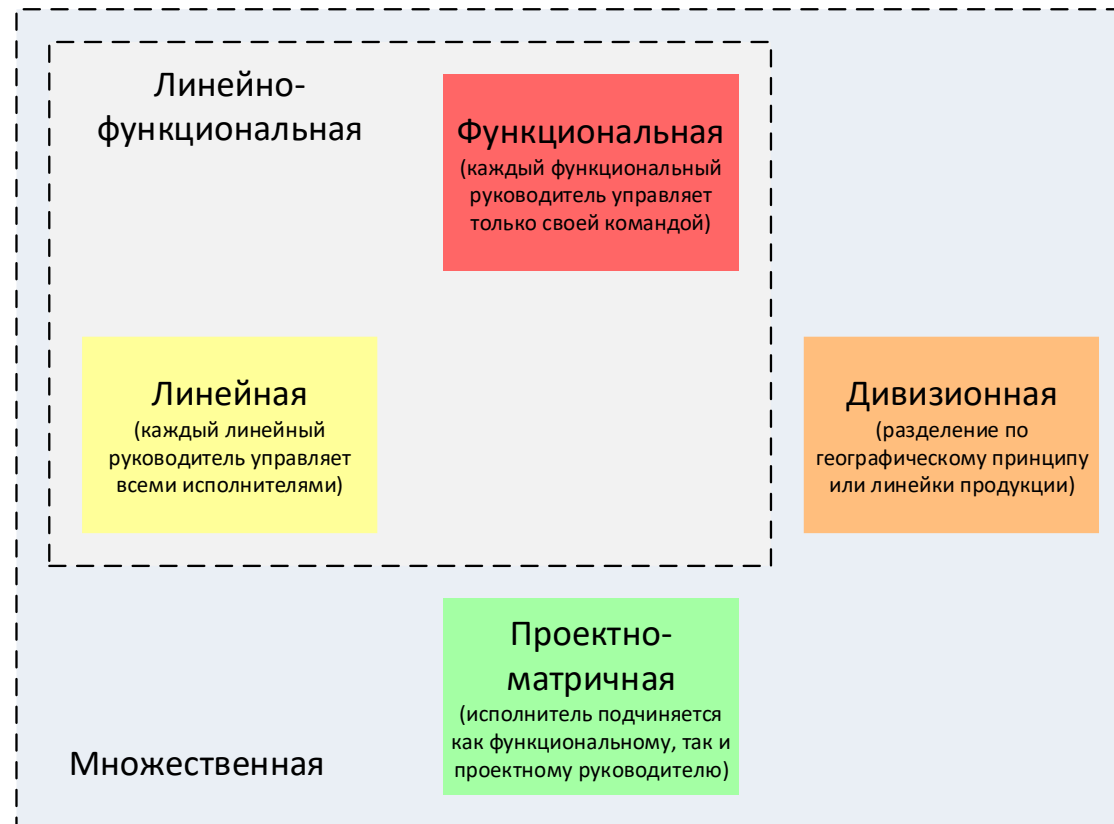 Линейно-
функциональная
Функциональная
(каждый функциональный
руководитель управляет
только своей командой)
Линейная
(каждый линейный
руководитель управляет
всеми исполнителями)
Дивизионная
(разделение по
географическому принципу
или линейки продукции)
Проектно-
матричная
(исполнитель подчиняется
как функциональному, так и
проектному руководителю)
Множественная